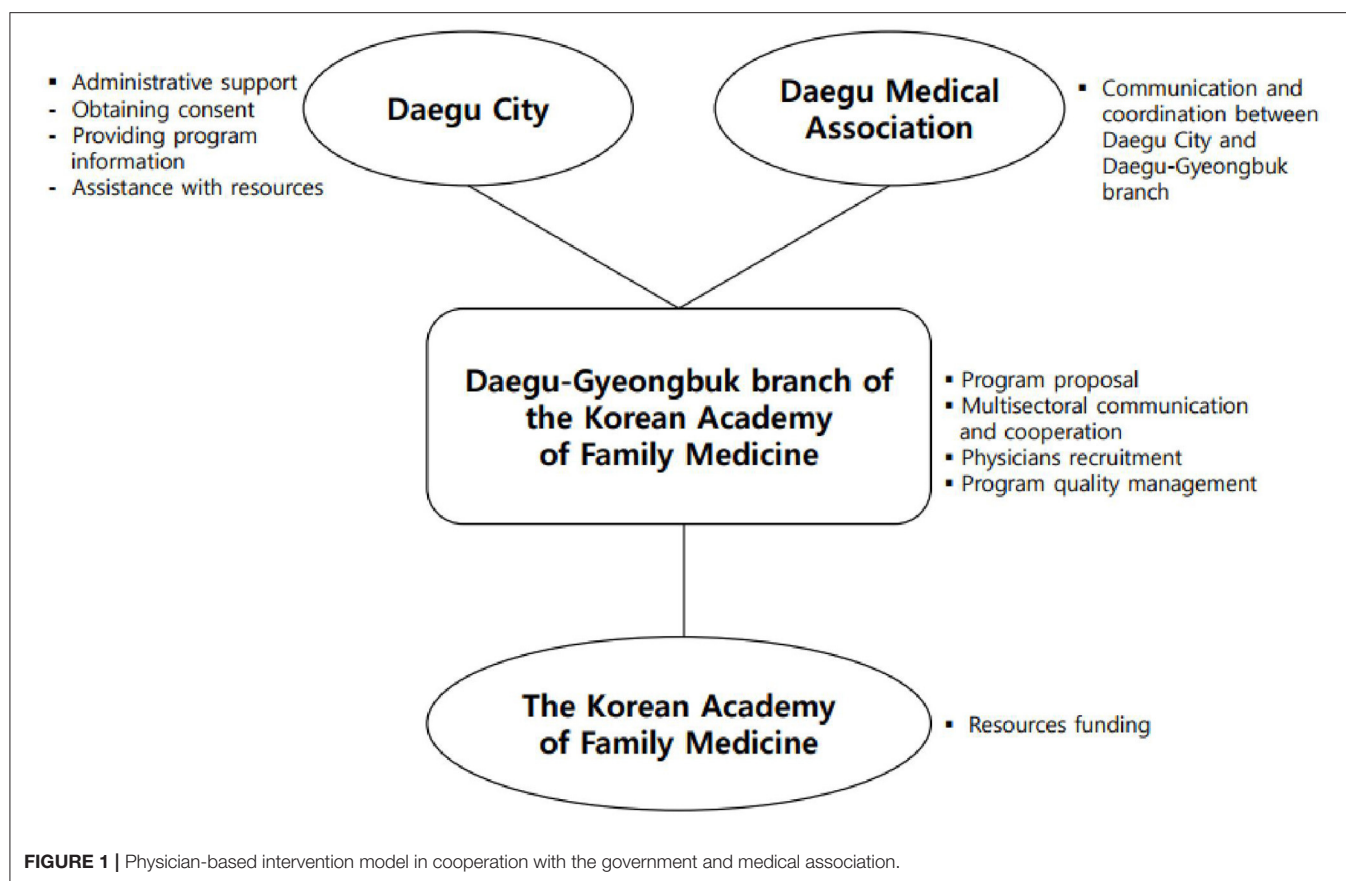 ▪ Administrative support
- Obtaining consent
- Providing program
information
- Assistance with resources
Daegu City
Daegu Medical
Association
▪ Communication and
coordination between
Daegu City and
Daegu-Gyeongbuk
branch
Daegu-Gyeongbuk branch of
the Korean Academy
of Family Medicine
▪ Program proposal
▪ Multisectoral communication
and cooperation
▪ Physicians recruitment
▪ Program quality management
The Korean Academy
of Family Medicine
▪ Resources funding
FIGURE 1 | Physician-based intervention model in cooperation with the government and medical association.